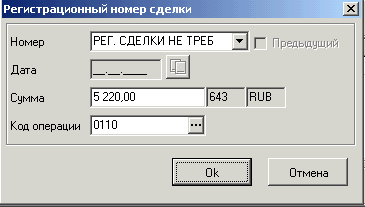 Регистрационный номер сделки
Номер РЕГ. СДЕЛКИ НЕ ТРЕБ Предыдущий
Дата __.__.____
Сумма 5 220,00 643 RUB
Код операции 0110 ...
Ok Отмена